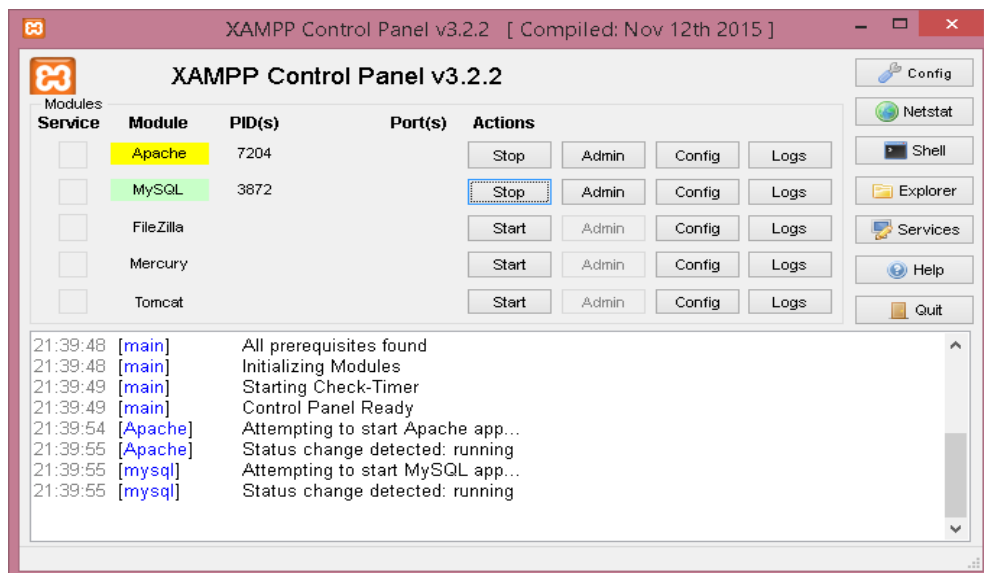 XAMPP Control Panel v3.2.2 [ Compiled: Nov 12th 2015 ]
XAMPP Control Panel v3.2.2
Config
Modules
Service Module PID(s) Port(s) Actions
Netstat
Apache 7204 Stop Admin Config Logs
Shell
MySQL 3872 Stop Admin Config Logs
Explorer
FileZilla Start Admin Config Logs
Services
Mercury Start Admin Config Logs
Help
Tomcat Start Admin Config Logs
Quit
21:39:48 [main] All prerequisites found
21:39:48 [main] Initializing Modules
21:39:49 [main] Starting Check-Timer
21:39:49 [main] Control Panel Ready
21:39:54 [Apache] Attempting to start Apache app...
21:39:55 [Apache] Status change detected: running
21:39:55 [mysql] Attempting to start MySQL app...
21:39:55 [mysql] Status change detected: running